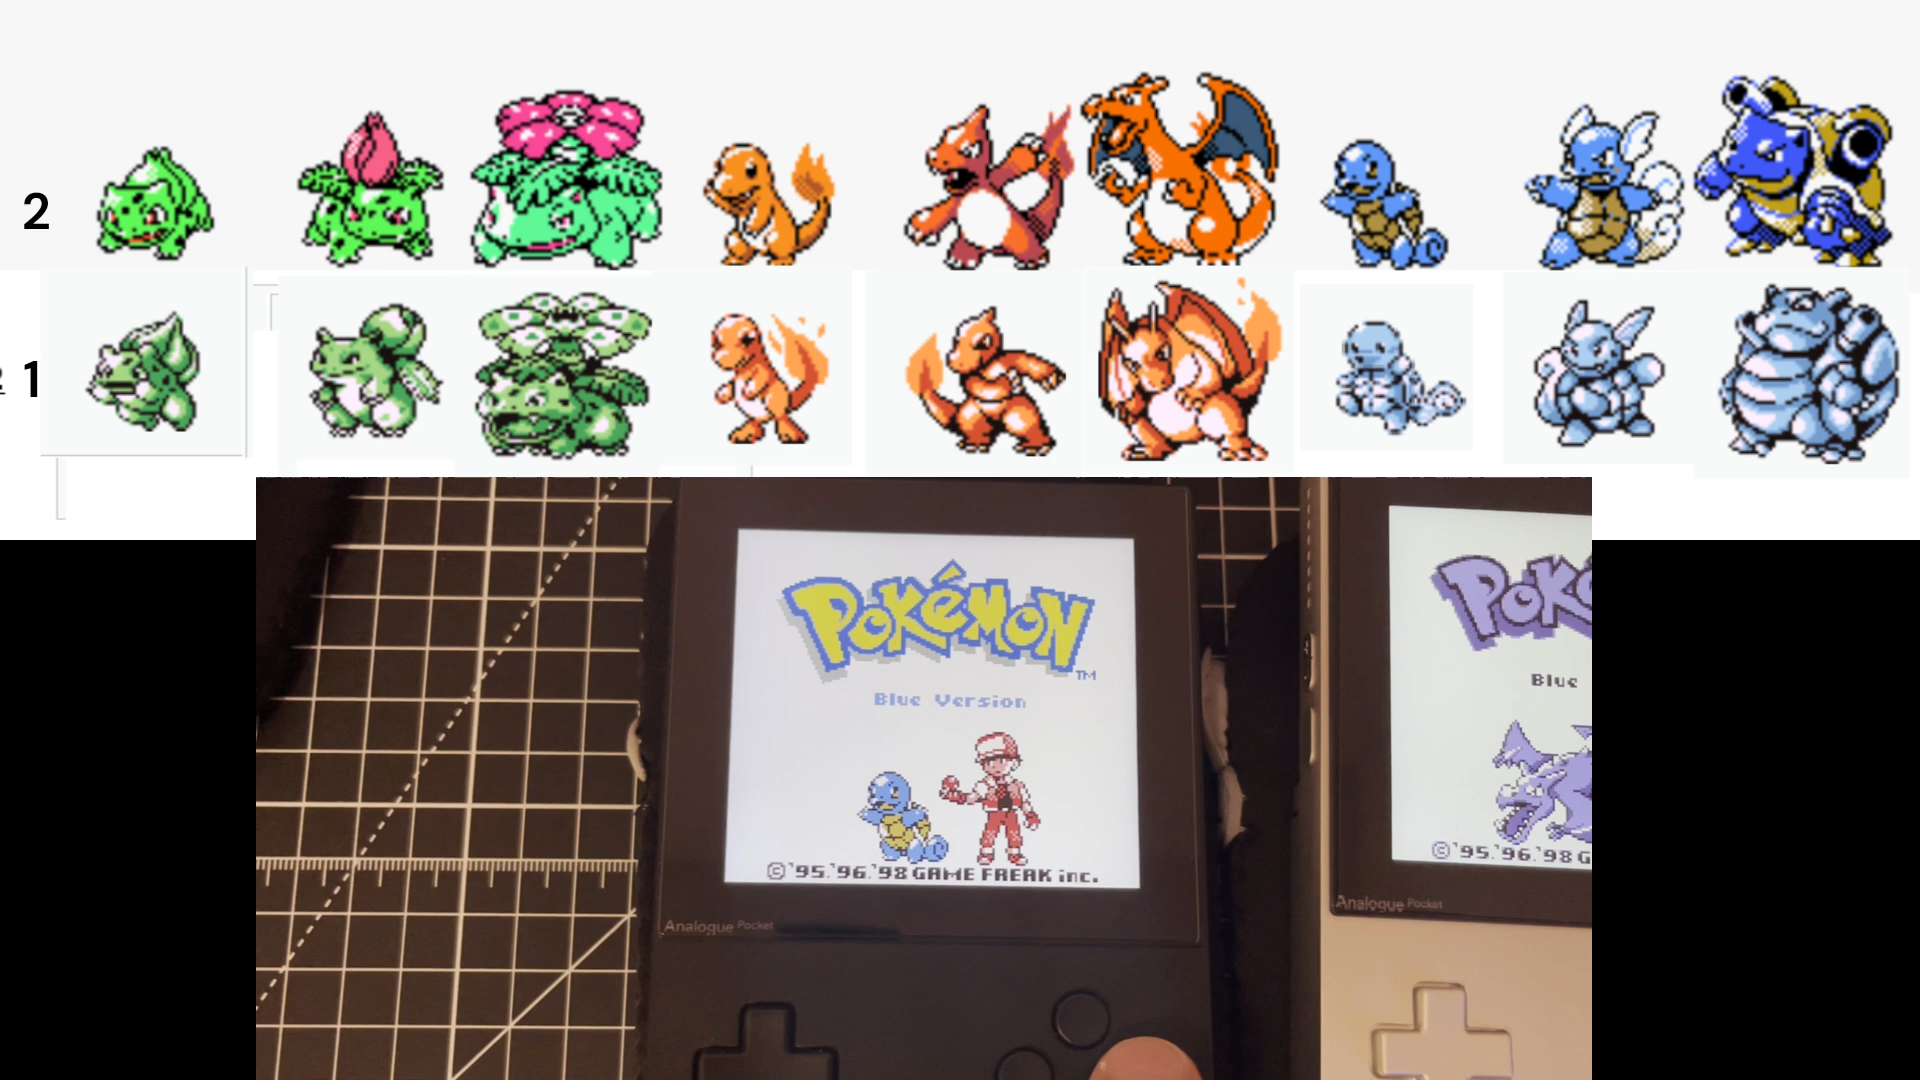 2
1
POKéMON
TM
Blue Version
©'95.'96.'98 GAME FREAK inc.
Analogue Pocket
Blue
©'95.'96.'98 G
Analogue Pocket